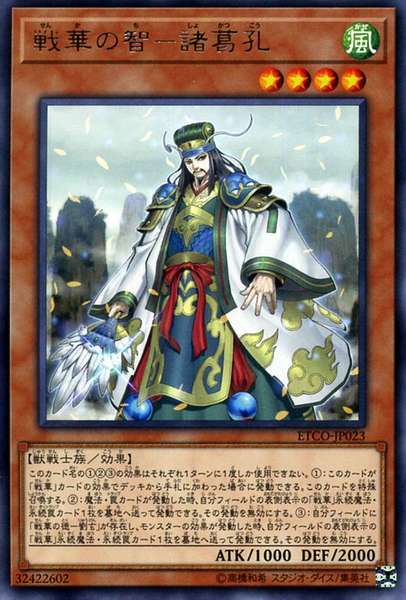 戦華の智－諸葛孔
せん か ち しょ かつ こう
風
かぜ
ETCO-JP023
【獣戦士族／効果】
このカード名の①②③の効果はそれぞれ1ターンに1度しか使用できない。①：このカードが
「戦華」カードの効果でデッキから手札に加わった場合に発動できる。このカードを特殊
召喚する。②：魔法・罠カードが発動した時、自分フィールドの表側表示の「戦華」永続魔法・
永続罠カード1枚を墓地へ送って発動できる。その発動を無効にする。③：自分フィールドに
「戦華の徳－劉玄」が存在し、モンスターの効果が発動した時、自分フィールドの表側表示の
「戦華」永続魔法・永続罠カード1枚を墓地へ送って発動できる。その発動を無効にする。
ATK/1000 DEF/2000
32422602
©高橋和希 スタジオ・ダイス/集英社